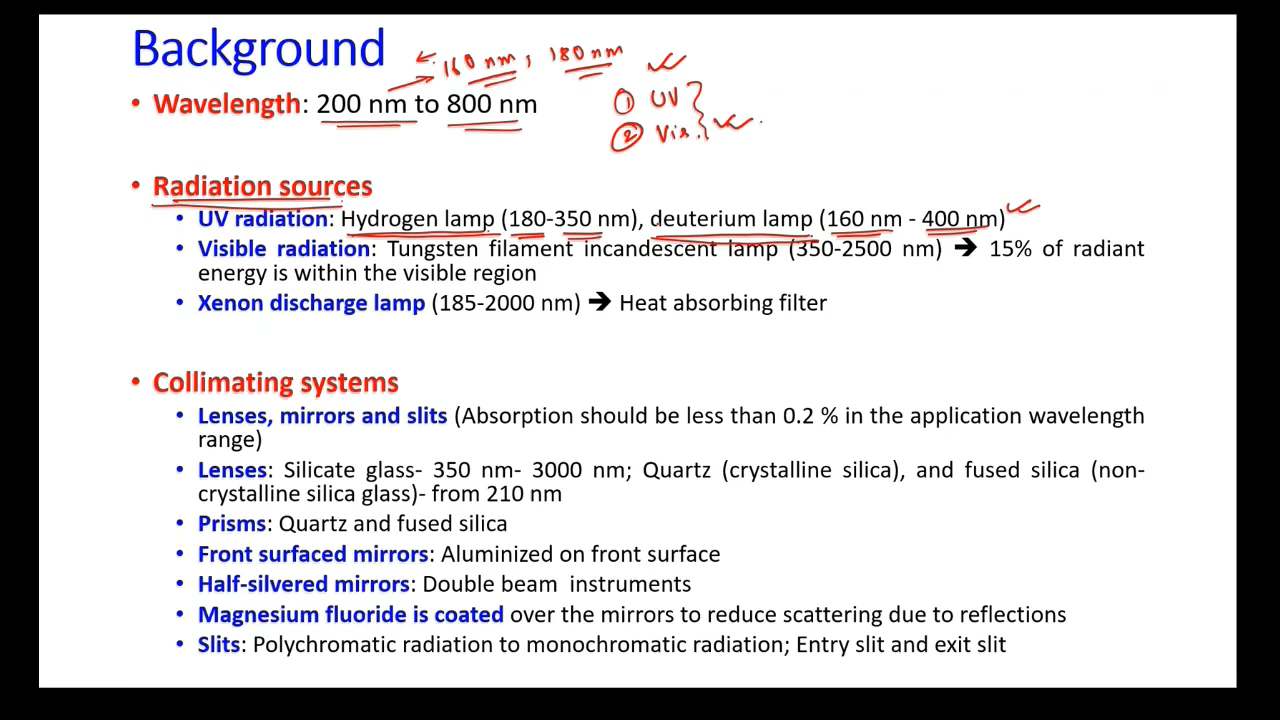 Background
160 nm, 180 nm
• Wavelength: 200 nm to 800 nm
① UV
② Vis.
• Radiation sources
• UV radiation: Hydrogen lamp (180-350 nm), deuterium lamp (160 nm - 400 nm)
• Visible radiation: Tungsten filament incandescent lamp (350-2500 nm) 🡺 15% of radiant
energy is within the visible region
• Xenon discharge lamp (185-2000 nm) 🡺 Heat absorbing filter
• Collimating systems
• Lenses, mirrors and slits (Absorption should be less than 0.2 % in the application wavelength
range)
• Lenses: Silicate glass- 350 nm- 3000 nm; Quartz (crystalline silica), and fused silica (non-
crystalline silica glass)- from 210 nm
• Prisms: Quartz and fused silica
• Front surfaced mirrors: Aluminized on front surface
• Half-silvered mirrors: Double beam instruments
• Magnesium fluoride is coated over the mirrors to reduce scattering due to reflections
• Slits: Polychromatic radiation to monochromatic radiation; Entry slit and exit slit